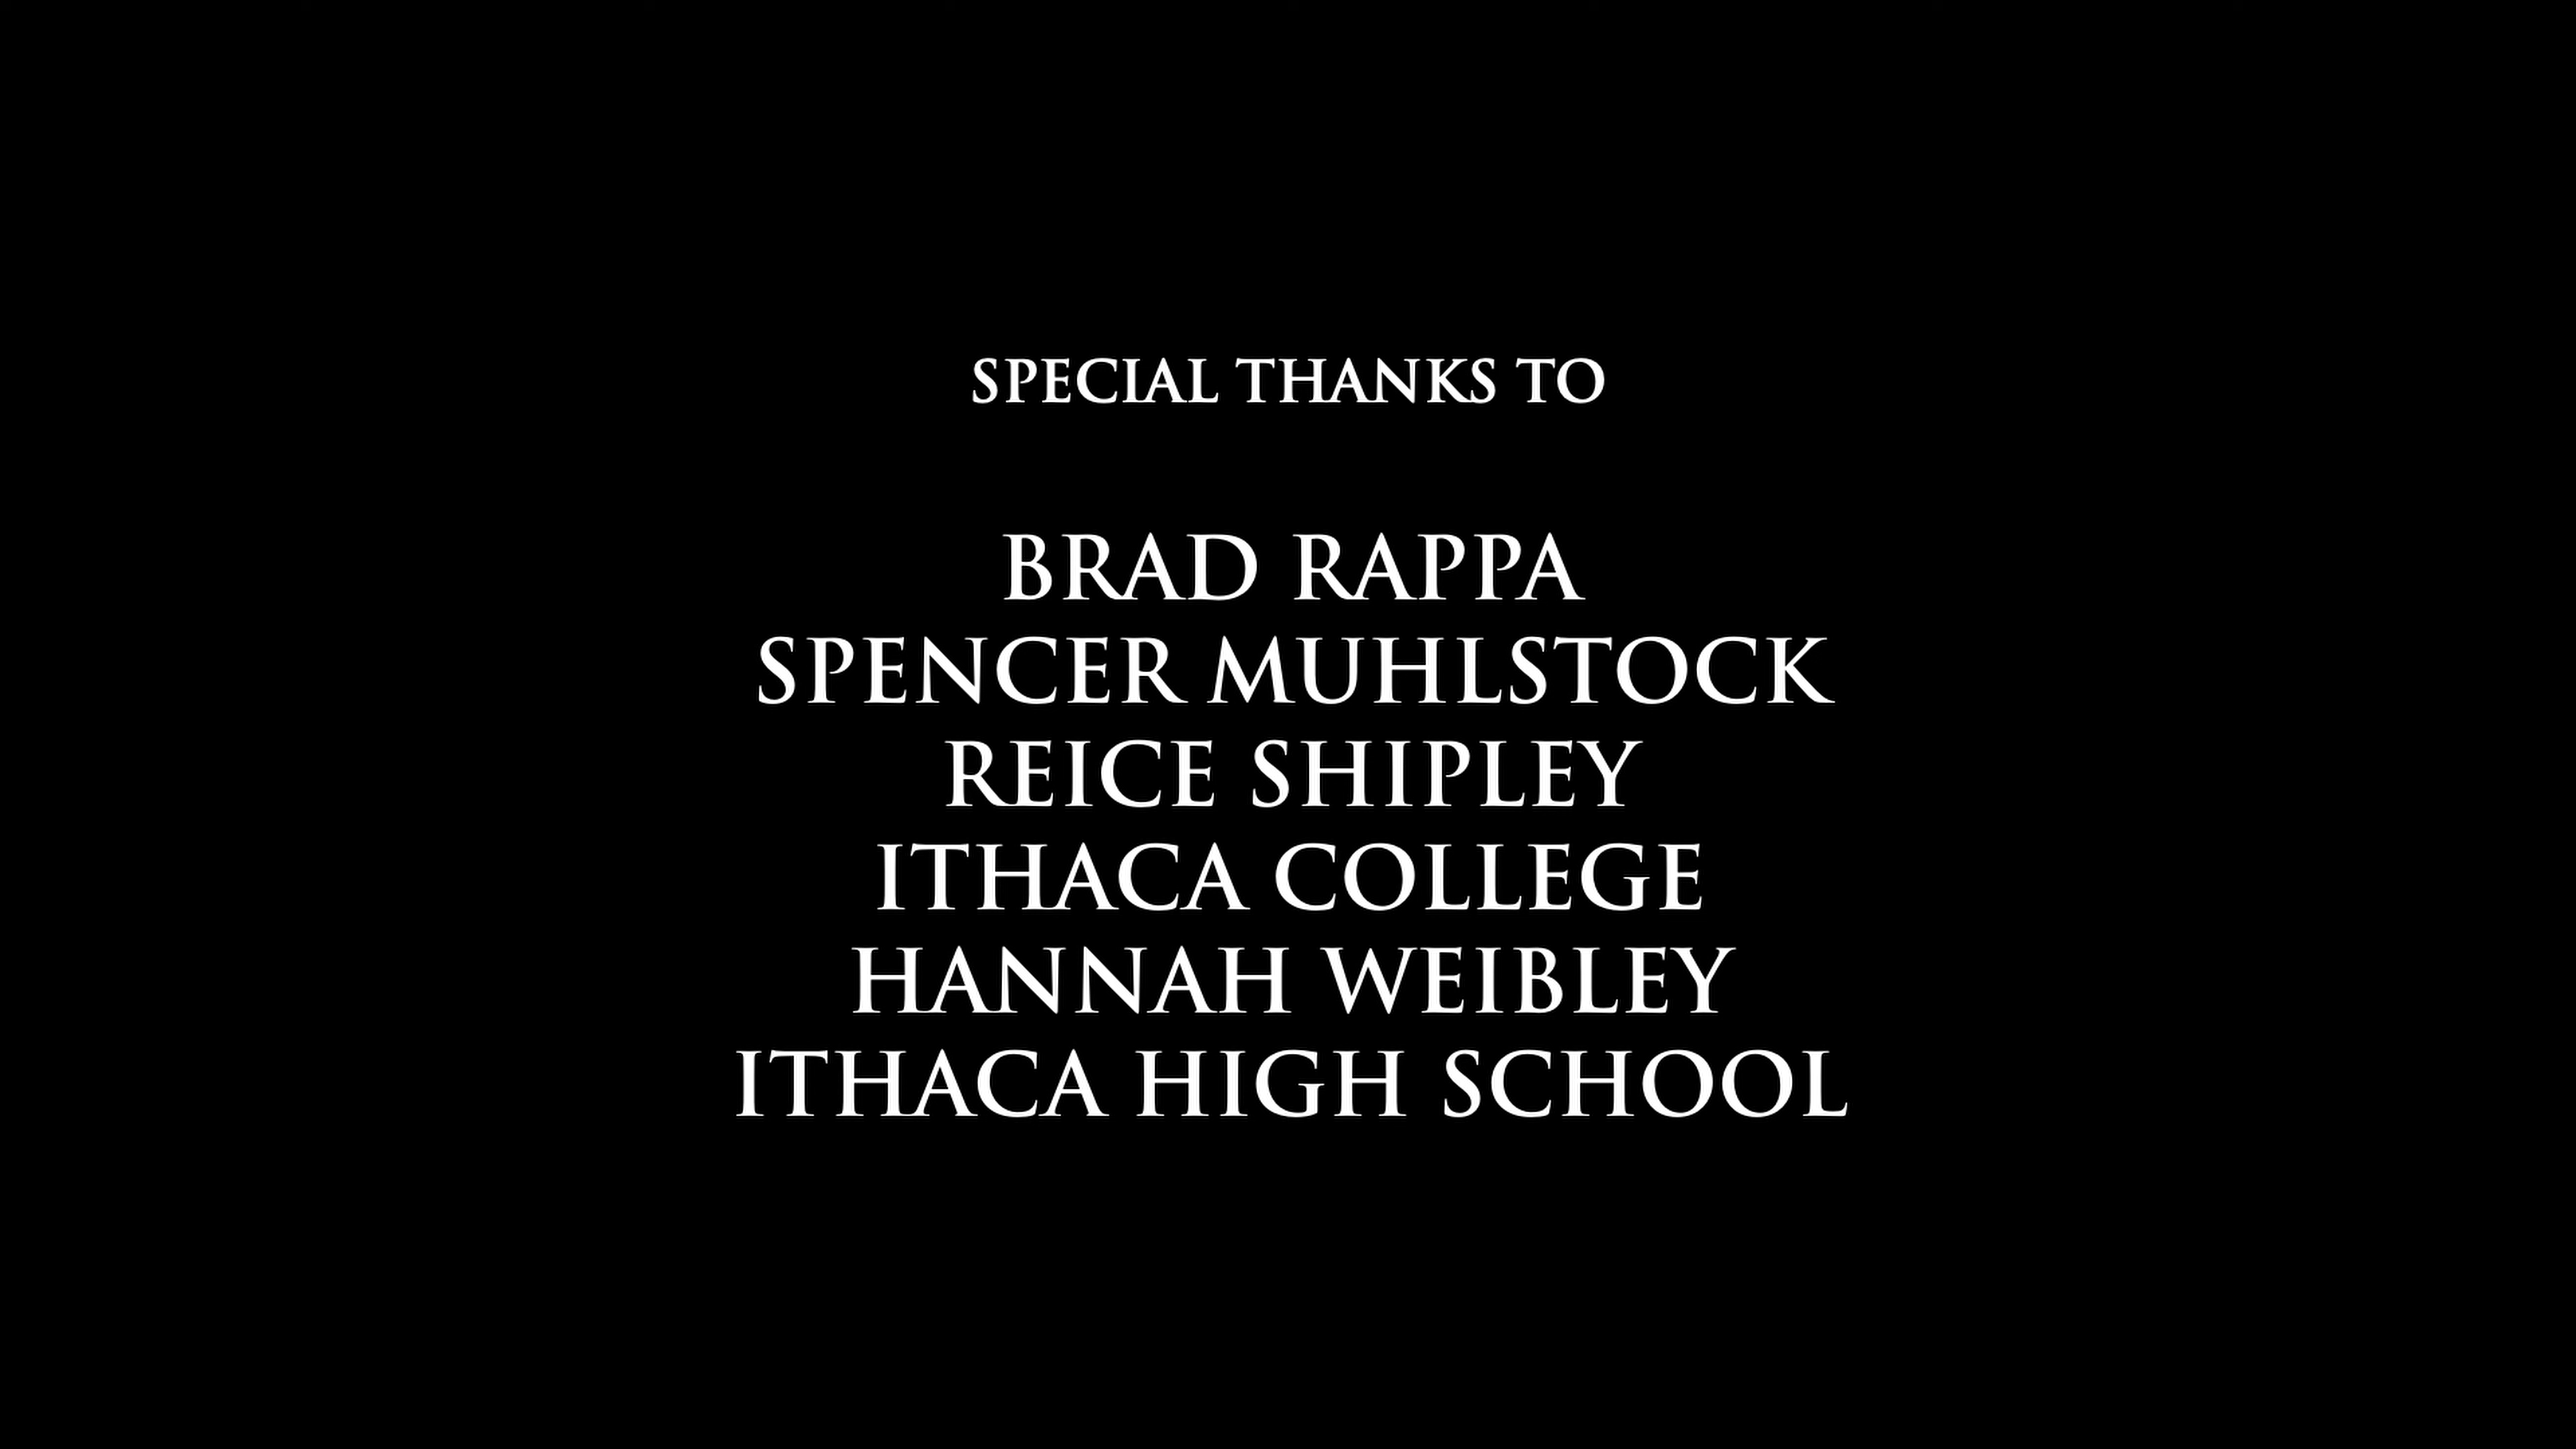 SPECIAL THANKS TO
BRAD RAPPA
SPENCER MUHLSTOCK
REICE SHIPLEY
ITHACA COLLEGE
HANNAH WEIBLEY
ITHACA HIGH SCHOOL